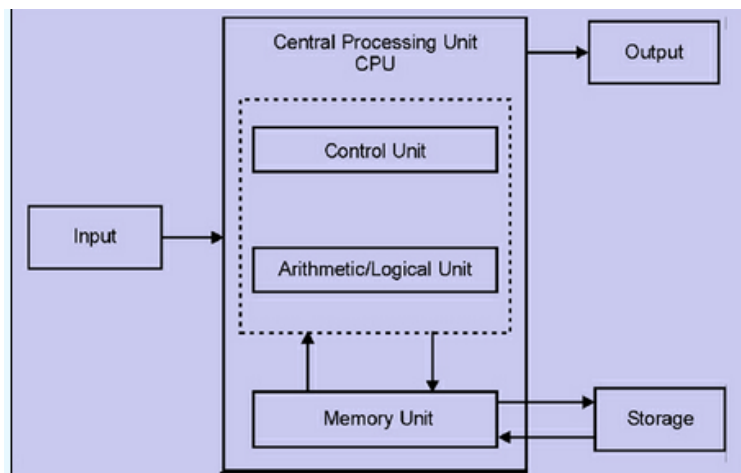 Central Processing Unit
CPU
Output
Control Unit
Input
Arithmetic/Logical Unit
Memory Unit
Storage